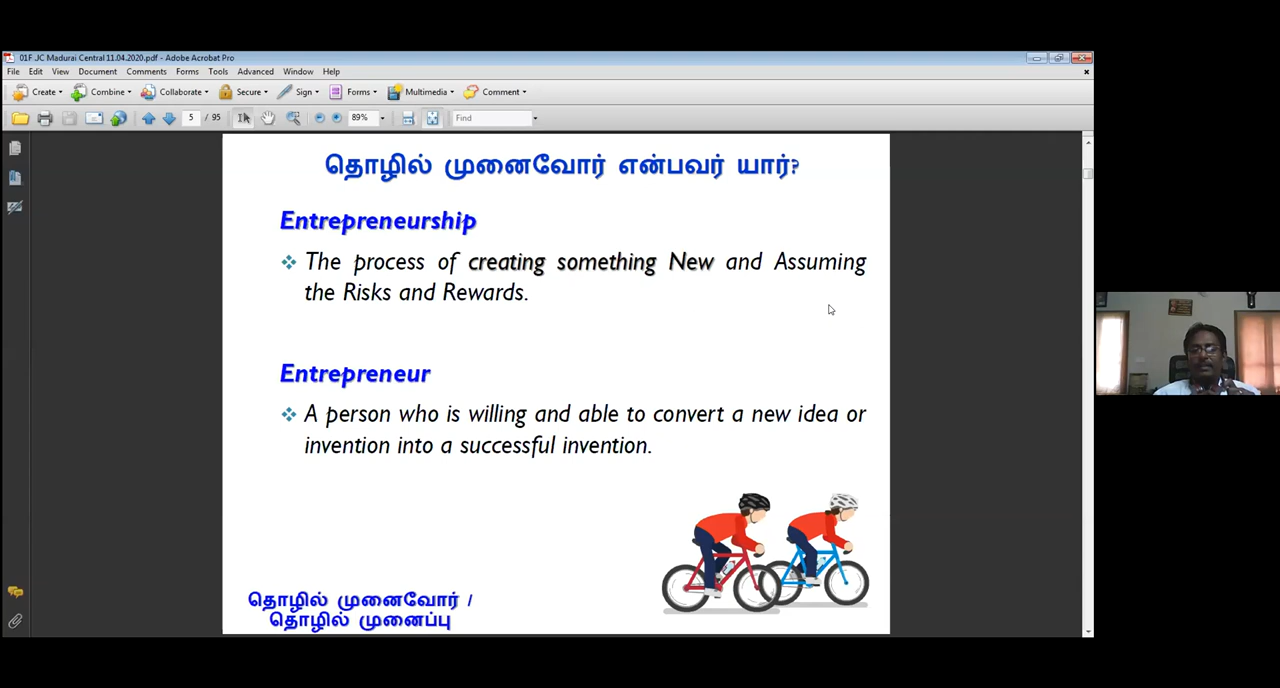 01F JC Madurai Central 11.04.2020.pdf - Adobe Acrobat Pro
File Edit View Document Comments Forms Tools Advanced Window Help
Create Combine Collaborate Secure Sign Forms Multimedia Comment
5 / 95 89% Find
தொழில் முனைவோர் என்பவர் யார்?
Entrepreneurship
The process of creating something New and Assuming
the Risks and Rewards.
Entrepreneur
A person who is willing and able to convert a new idea or
invention into a successful invention.
தொழில் முனைவோர் /
தொழில் முனைப்பு